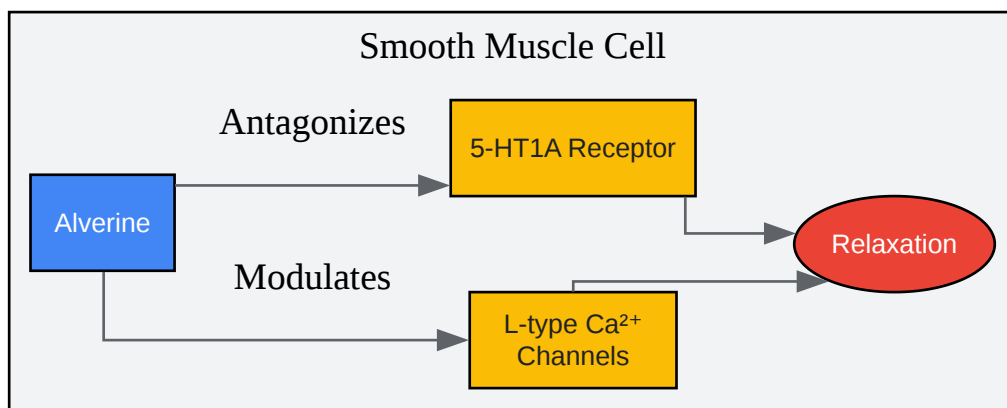 Smooth Muscle Cell
Antagonizes
5-HT1A Receptor
Alverine
Relaxation
Modulates
L-type Ca²⁺
Channels